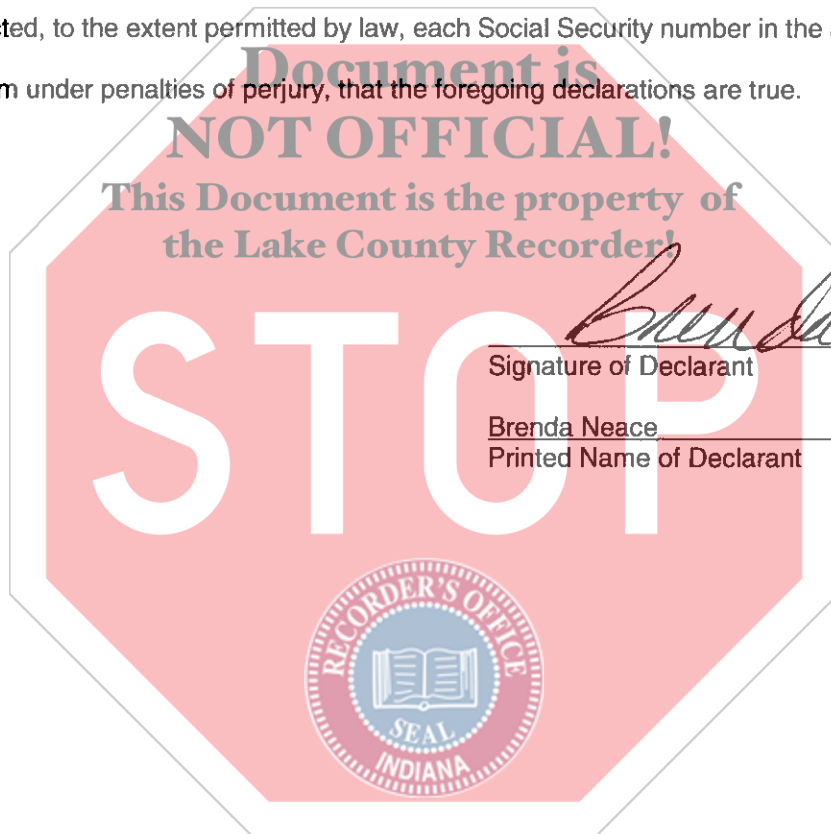 cted, to the extent permitted by law, each Social Security number in the
m under penalties of perjury, that the foregoing declarations are true.
Document is
NOT OFFICIAL!
This Document is the property of
the Lake County Recorder!
Brenda
Signature of Declarant
Brenda Neace
Printed Name of Declarant
STOP
RECORDER'S OFFICE
SEAL
INDIANA